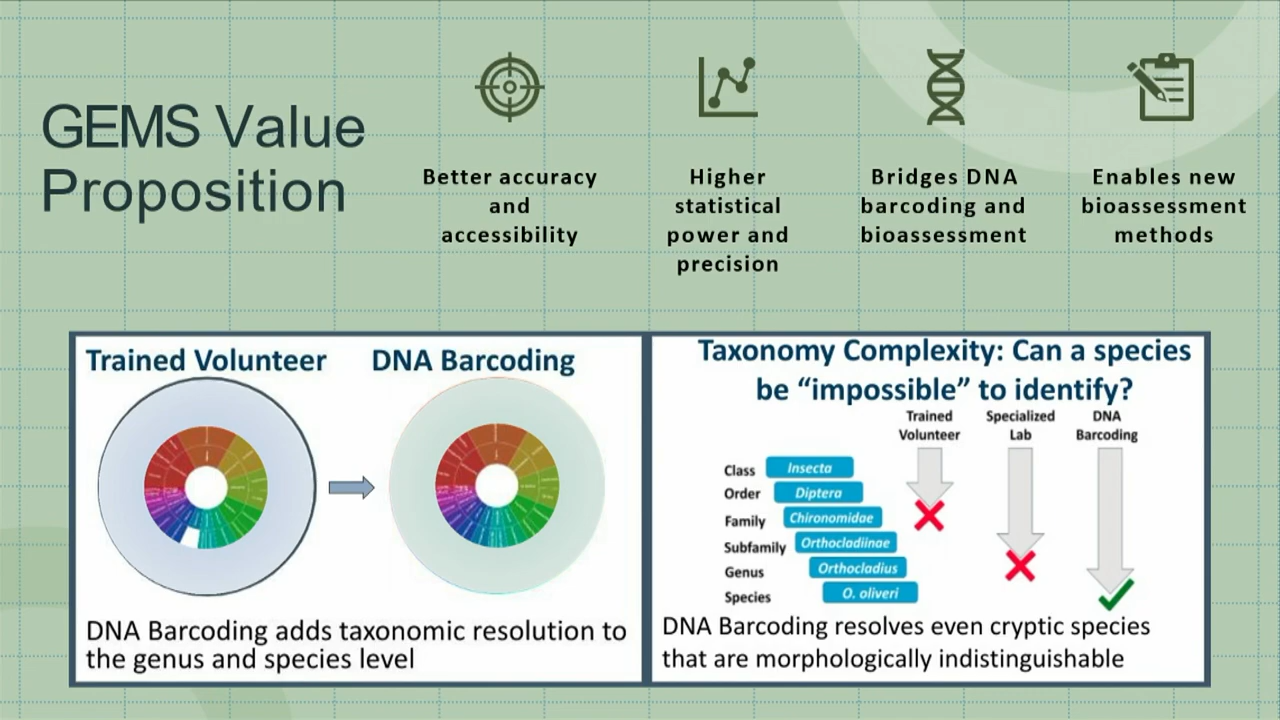 GEMS Value
Proposition
Better accuracy
and
accessibility
Higher
statistical
power and
precision
Bridges DNA
barcoding and
bioassessment
Enables new
bioassessment
methods
Trained Volunteer
DNA Barcoding
DNA Barcoding adds taxonomic resolution to
the genus and species level
Taxonomy Complexity: Can a species
be “impossible” to identify?
Trained
Volunteer
Specialized
Lab
DNA
Barcoding
Class Insecta
Order Diptera
Family Chironomidae
Subfamily Orthocladiinae
Genus Orthocladius
Species O. oliveri
DNA Barcoding resolves even cryptic species
that are morphologically indistinguishable